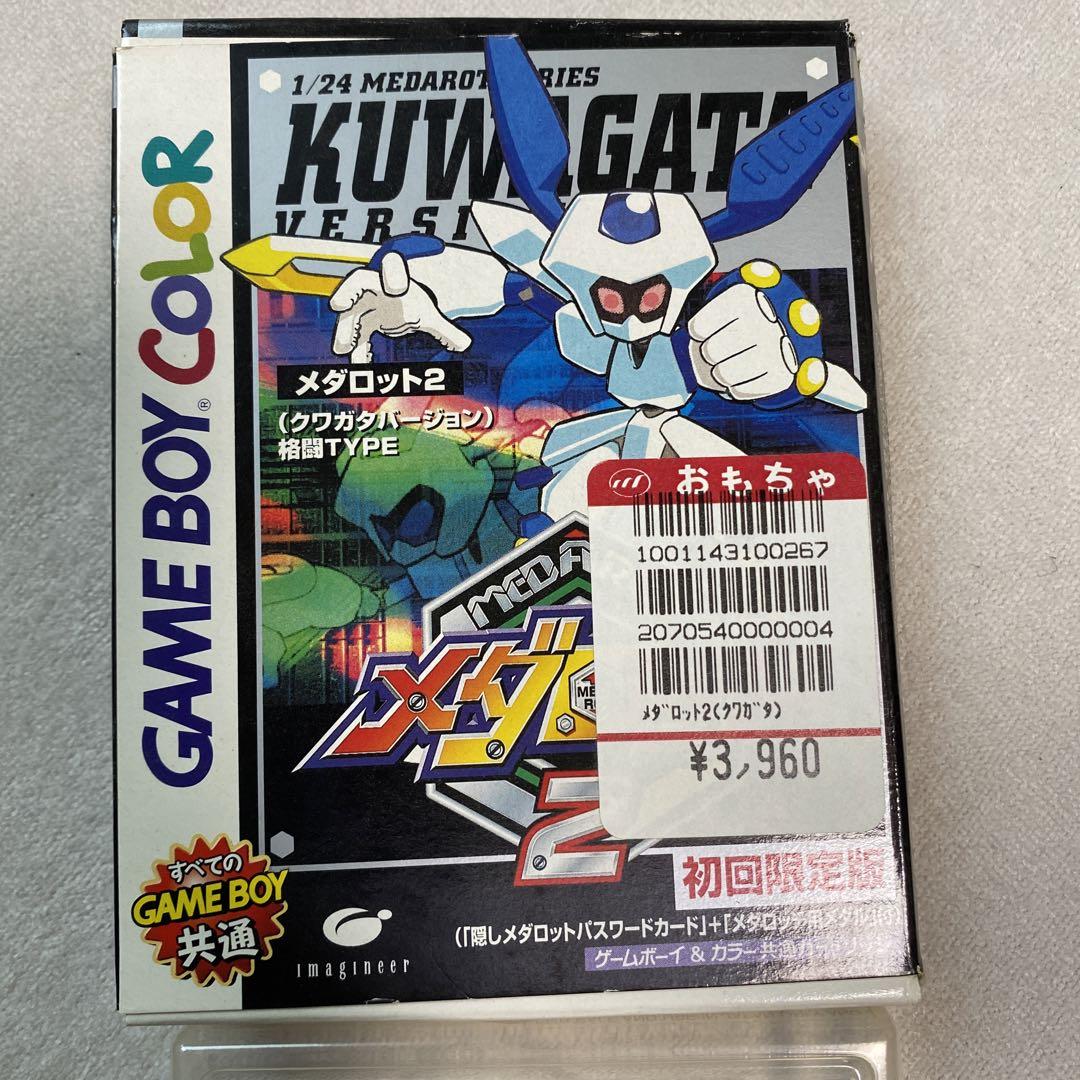 1/24 MEDAROT
KUWAGATA
VERSI
GAME BOY COLOR
メダロット2
(クワガタバージョン)
格闘TYPE
おもちゃ
1001143100267
2070540000004
メダロット2(クワガタ)
¥3,960
メダ
2
初回限定版
(「隠しメダロットパスワードカード」+「メダロッチ用メダル
ゲームボーイ & カラー共通
すべての
GAME BOY
共通
imagineer